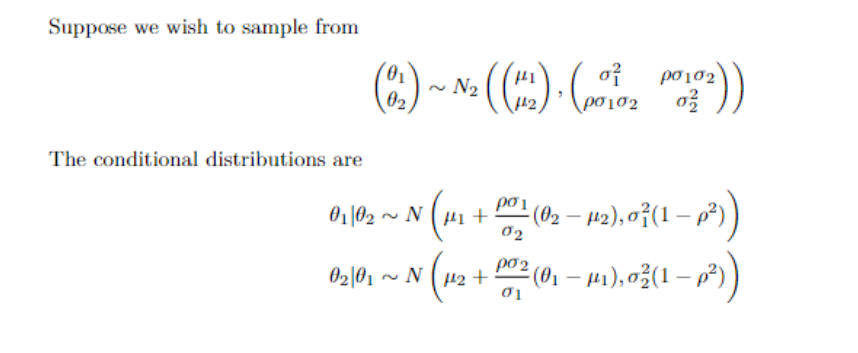 Suppose we wish to sample from
(θ₁ θ₂) ∼ N₂ ((μ₁ μ₂), (σ₁² ρσ₁σ₂ ρσ₁σ₂ σ₂²))
The conditional distributions are
θ₁|θ₂ ∼ N (μ₁ + ρσ₁/σ₂ (θ₂ − μ₂), σ₁²(1 − ρ²))
θ₂|θ₁ ∼ N (μ₂ + ρσ₂/σ₁ (θ₁ − μ₁), σ₂²(1 − ρ²))